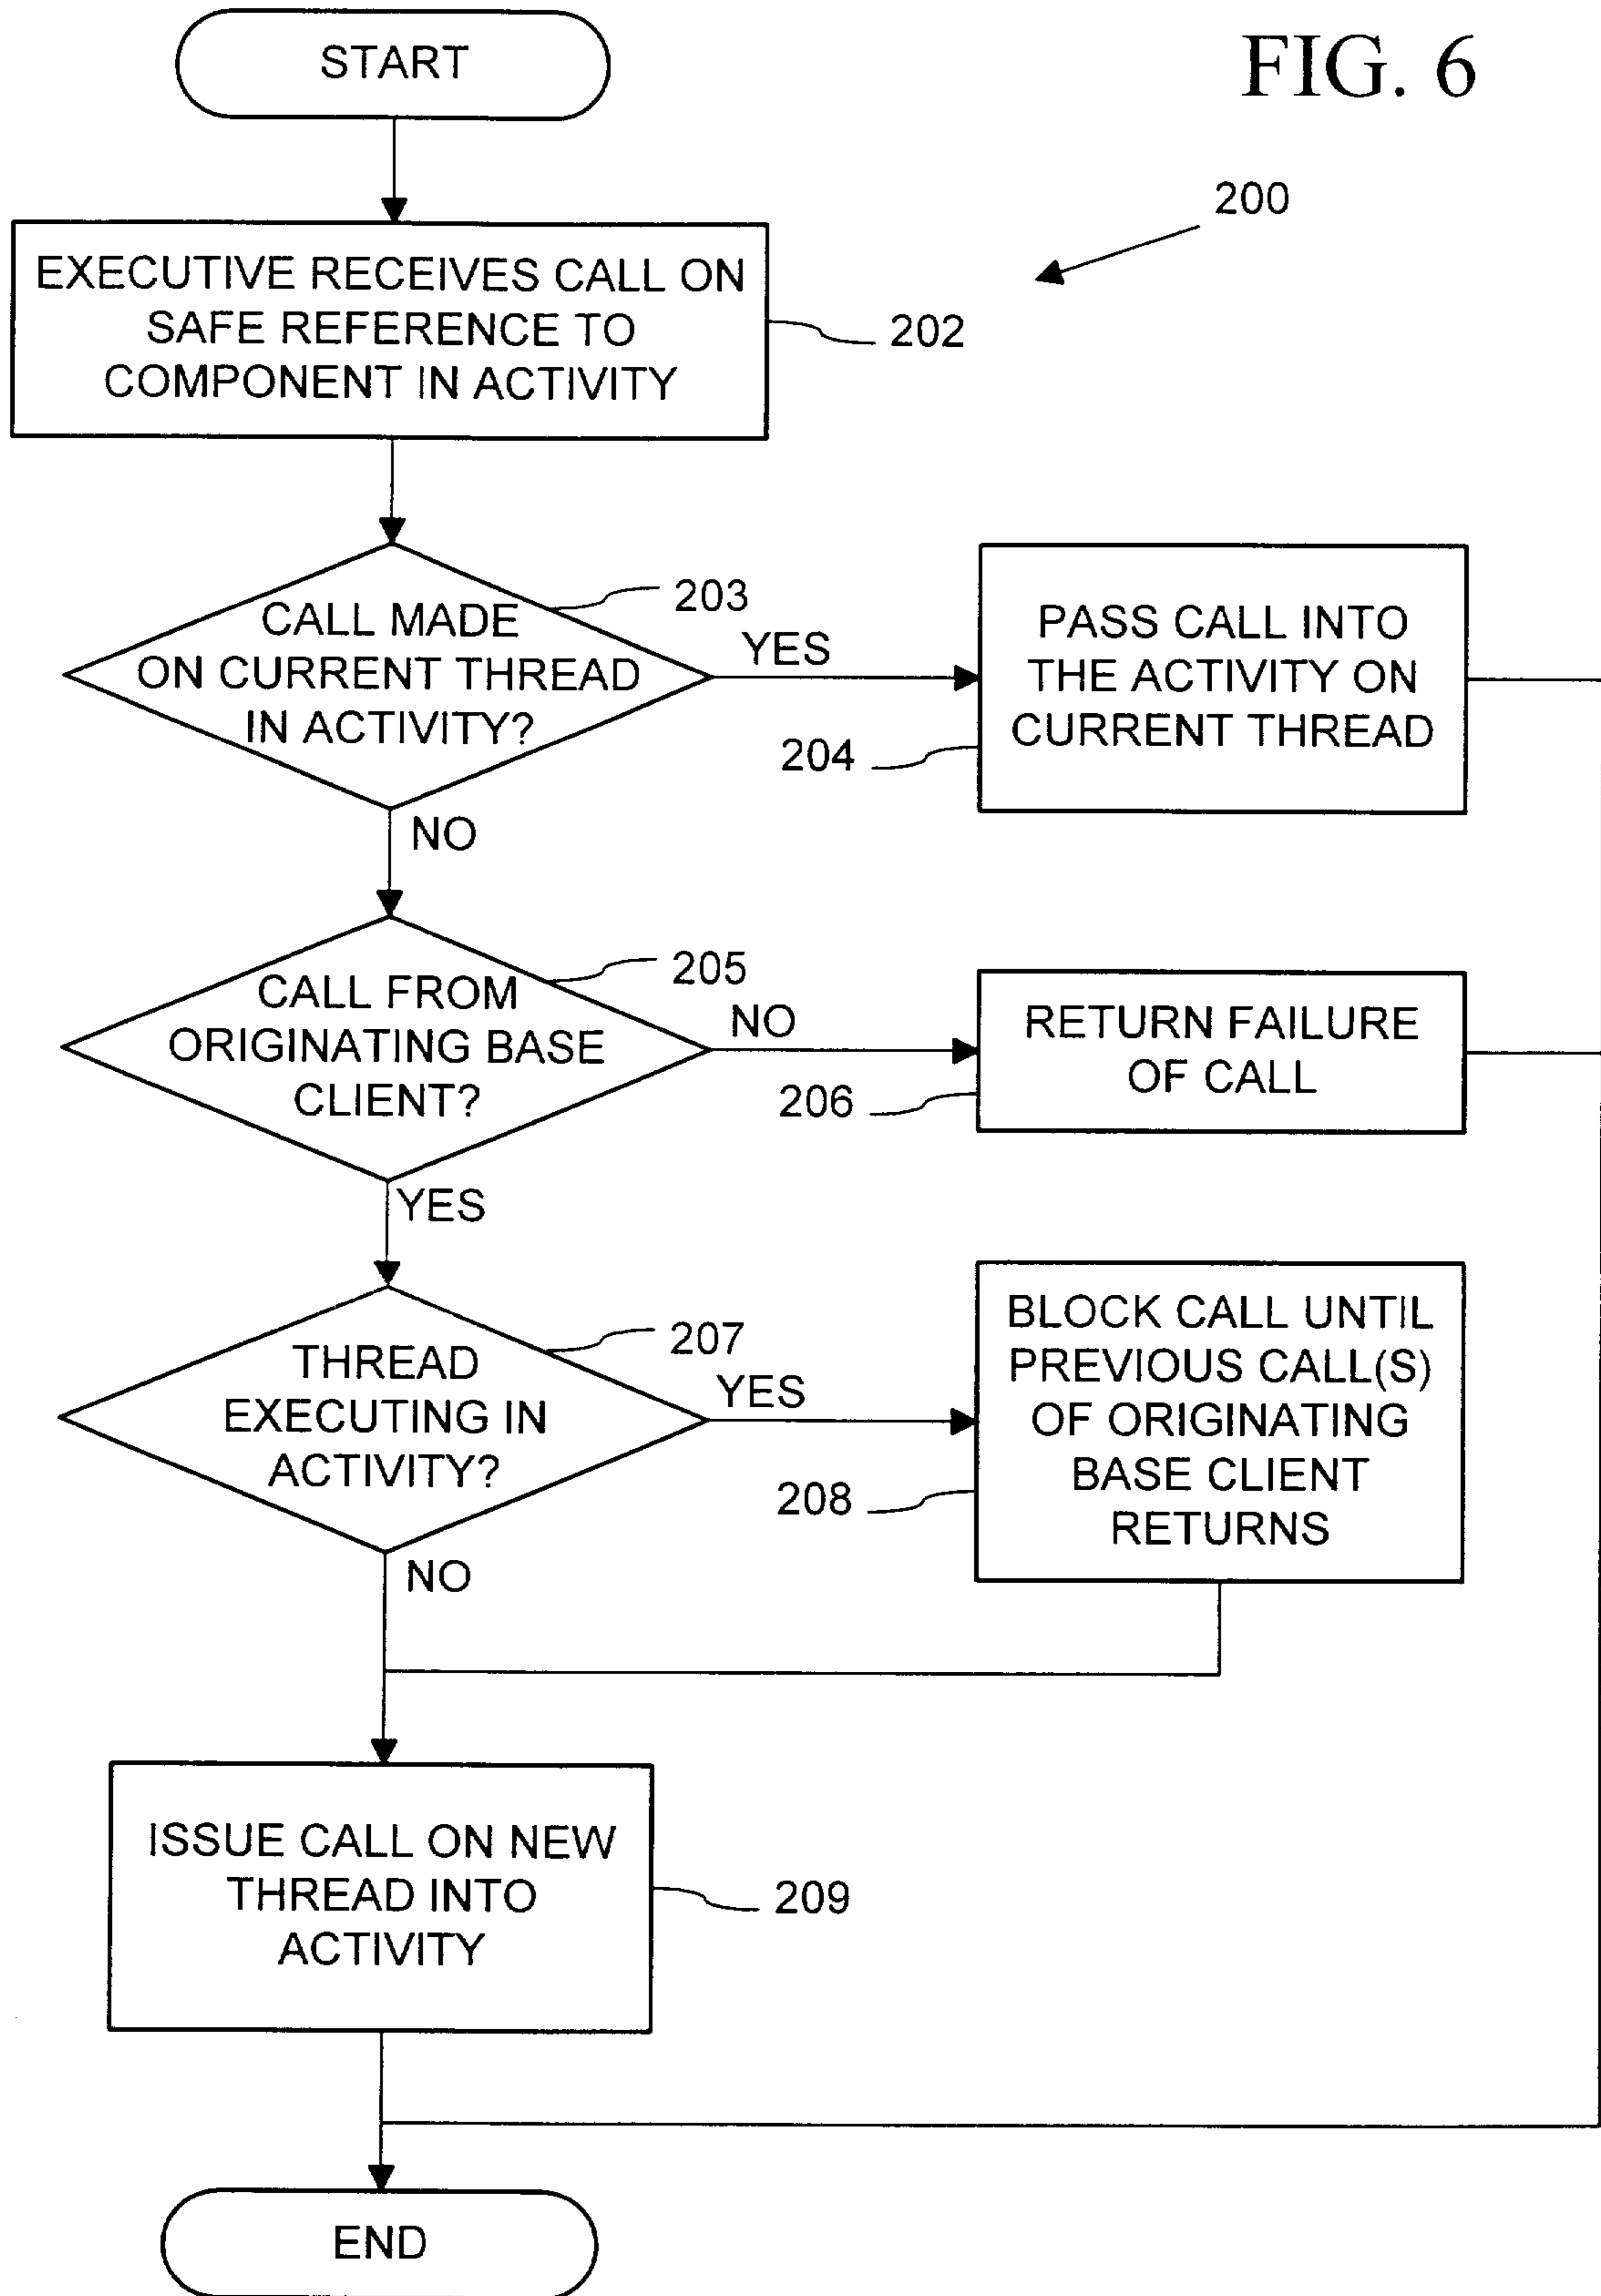 START
FIG. 6
200
EXECUTIVE RECEIVES CALL ON
SAFE REFERENCE TO
COMPONENT IN ACTIVITY
202
CALL MADE
ON CURRENT THREAD
IN ACTIVITY?
203
YES
PASS CALL INTO
THE ACTIVITY ON
CURRENT THREAD
204
NO
CALL FROM
ORIGINATING BASE
CLIENT?
205
NO
RETURN FAILURE
OF CALL
206
YES
THREAD
EXECUTING IN
ACTIVITY?
207
YES
BLOCK CALL UNTIL
PREVIOUS CALL(S)
OF ORIGINATING
BASE CLIENT
RETURNS
208
NO
ISSUE CALL ON NEW
THREAD INTO
ACTIVITY
209
END